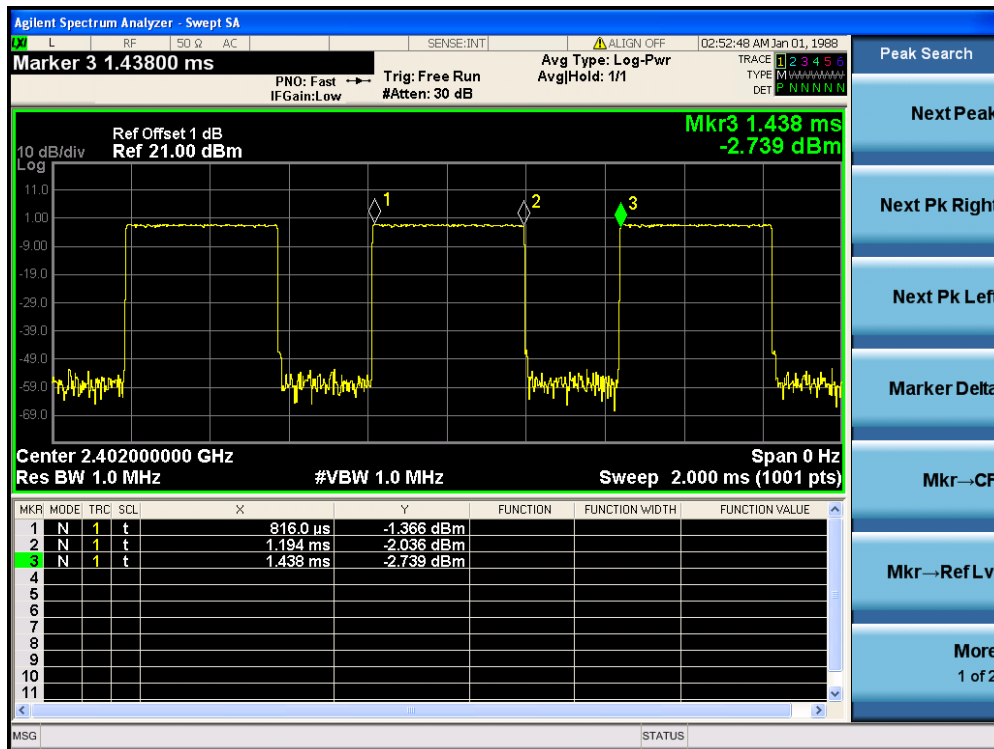 Agilent Spectrum Analyzer - Swept SA
LXI L RF 50 Ω AC SENSE:INT ALIGN OFF 02:52:48 AM Jan 01, 1988
Marker 3 1.43800 ms
PNO: Fast
IFGain:Low
Trig: Free Run
#Atten: 30 dB
Avg Type: Log-Pwr
Avg|Hold: 1/1
TRACE 1 2 3 4 5 6
TYPE M
DET P N N N N N
Peak Search
Next Peak
Next Pk Right
Next Pk Left
Marker Delta
Mkr→CF
Mkr→Ref Lv
More
1 of 2
Mkr3 1.438 ms
-2.739 dBm
Ref Offset 1 dB
10 dB/div Ref 21.00 dBm
Log
11.0
1.00
-9.00
-19.0
-29.0
-39.0
-49.0
-59.0
-69.0
1
2
3
Center 2.402000000 GHz Span 0 Hz
Res BW 1.0 MHz #VBW 1.0 MHz Sweep 2.000 ms (1001 pts)
MKR MODE TRC SCL X Y FUNCTION FUNCTION WIDTH FUNCTION VALUE
1 N 1 t 816.0 µs -1.366 dBm
2 N 1 t 1.194 ms -2.036 dBm
3 N 1 t 1.438 ms -2.739 dBm
4
5
6
7
8
9
10
11
MSG STATUS